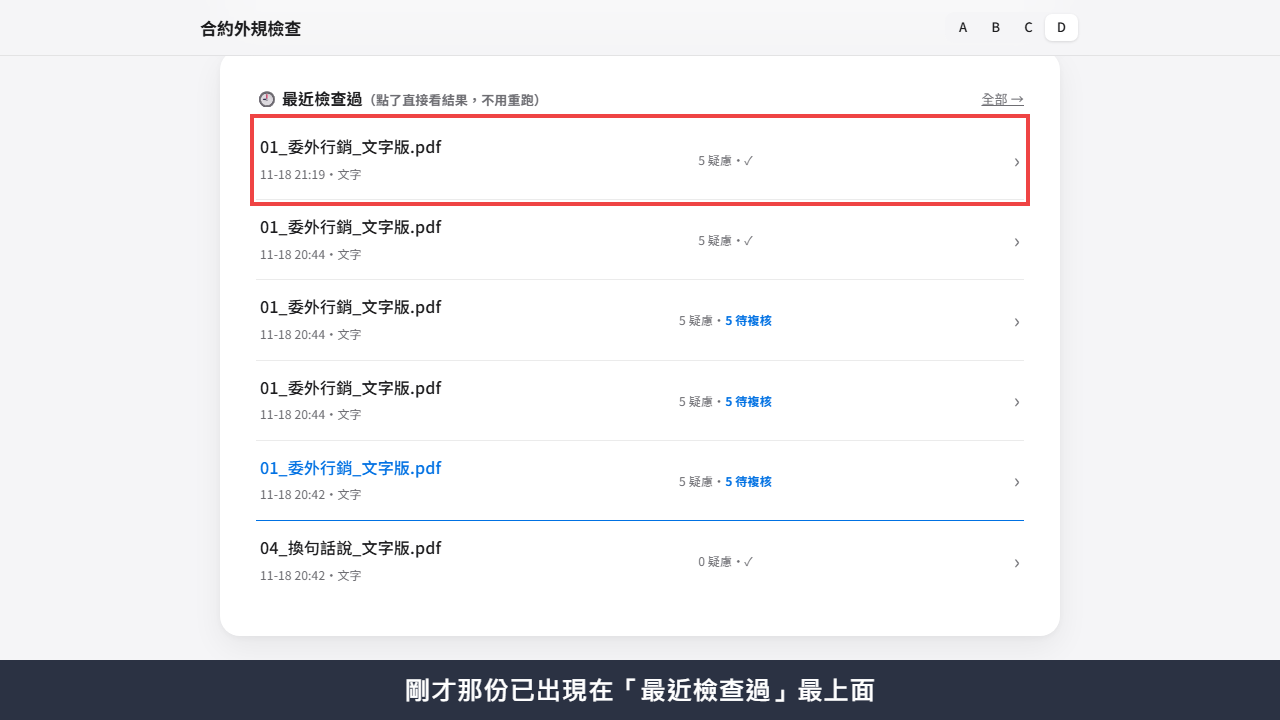 合約外規檢查
A B C D
最近檢查過（點了直接看結果，不用重跑） 全部 →
01_委外行銷_文字版.pdf
5 疑慮・✓ ›
11-18 21:19・文字
01_委外行銷_文字版.pdf
5 疑慮・✓ ›
11-18 20:44・文字
01_委外行銷_文字版.pdf
5 疑慮・5 待複核 ›
11-18 20:44・文字
01_委外行銷_文字版.pdf
5 疑慮・5 待複核 ›
11-18 20:44・文字
01_委外行銷_文字版.pdf
5 疑慮・5 待複核 ›
11-18 20:42・文字
04_換句話說_文字版.pdf
0 疑慮・✓ ›
11-18 20:42・文字
剛才那份已出現在「最近檢查過」最上面